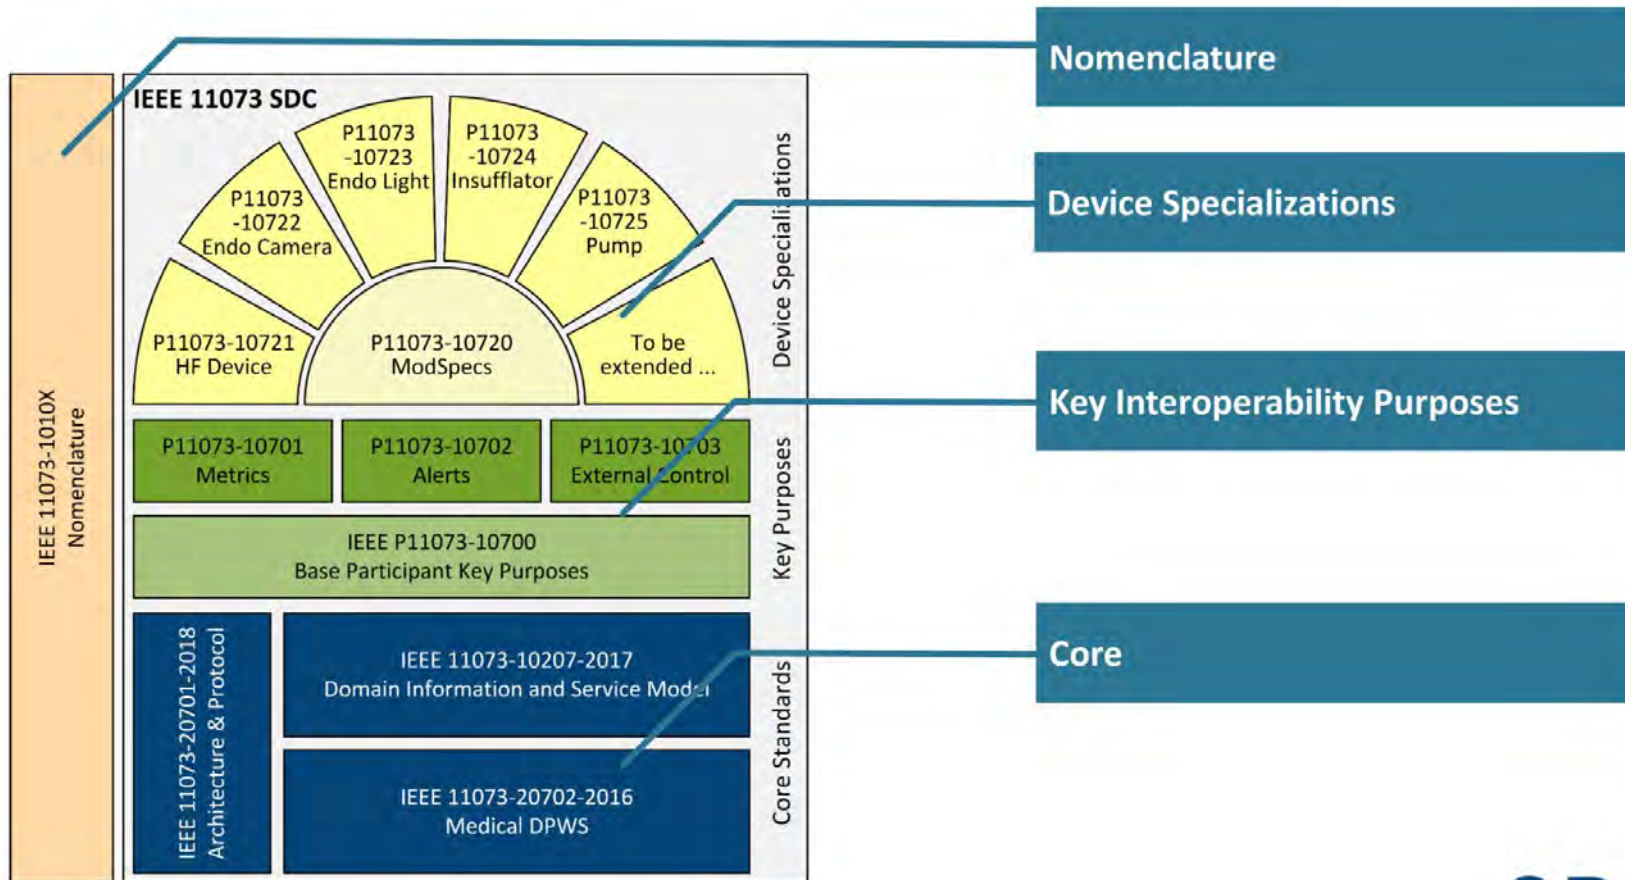 Nomenclature
IEEE 11073 SDC
P11073
-10723
Endo Light
P11073
-10724
Insufflator
P11073
-10722
Endo Camera
P11073
-10725
Pump
Device Specializations
Device Specializations
P11073-10721
HF Device
P11073-10720
ModSpecs
To be
extended ...
Key Interoperability Purposes
IEEE 11073-1010X
Nomenclature
P11073-10701
Metrics
P11073-10702
Alerts
P11073-10703
External Control
Key Purposes
IEEE P11073-10700
Base Participant Key Purposes
IEEE 11073-20701-2018
Architecture & Protocol
IEEE 11073-10207-2017
Domain Information and Service Model
Core
Core Standards
IEEE 11073-20702-2016
Medical DPWS